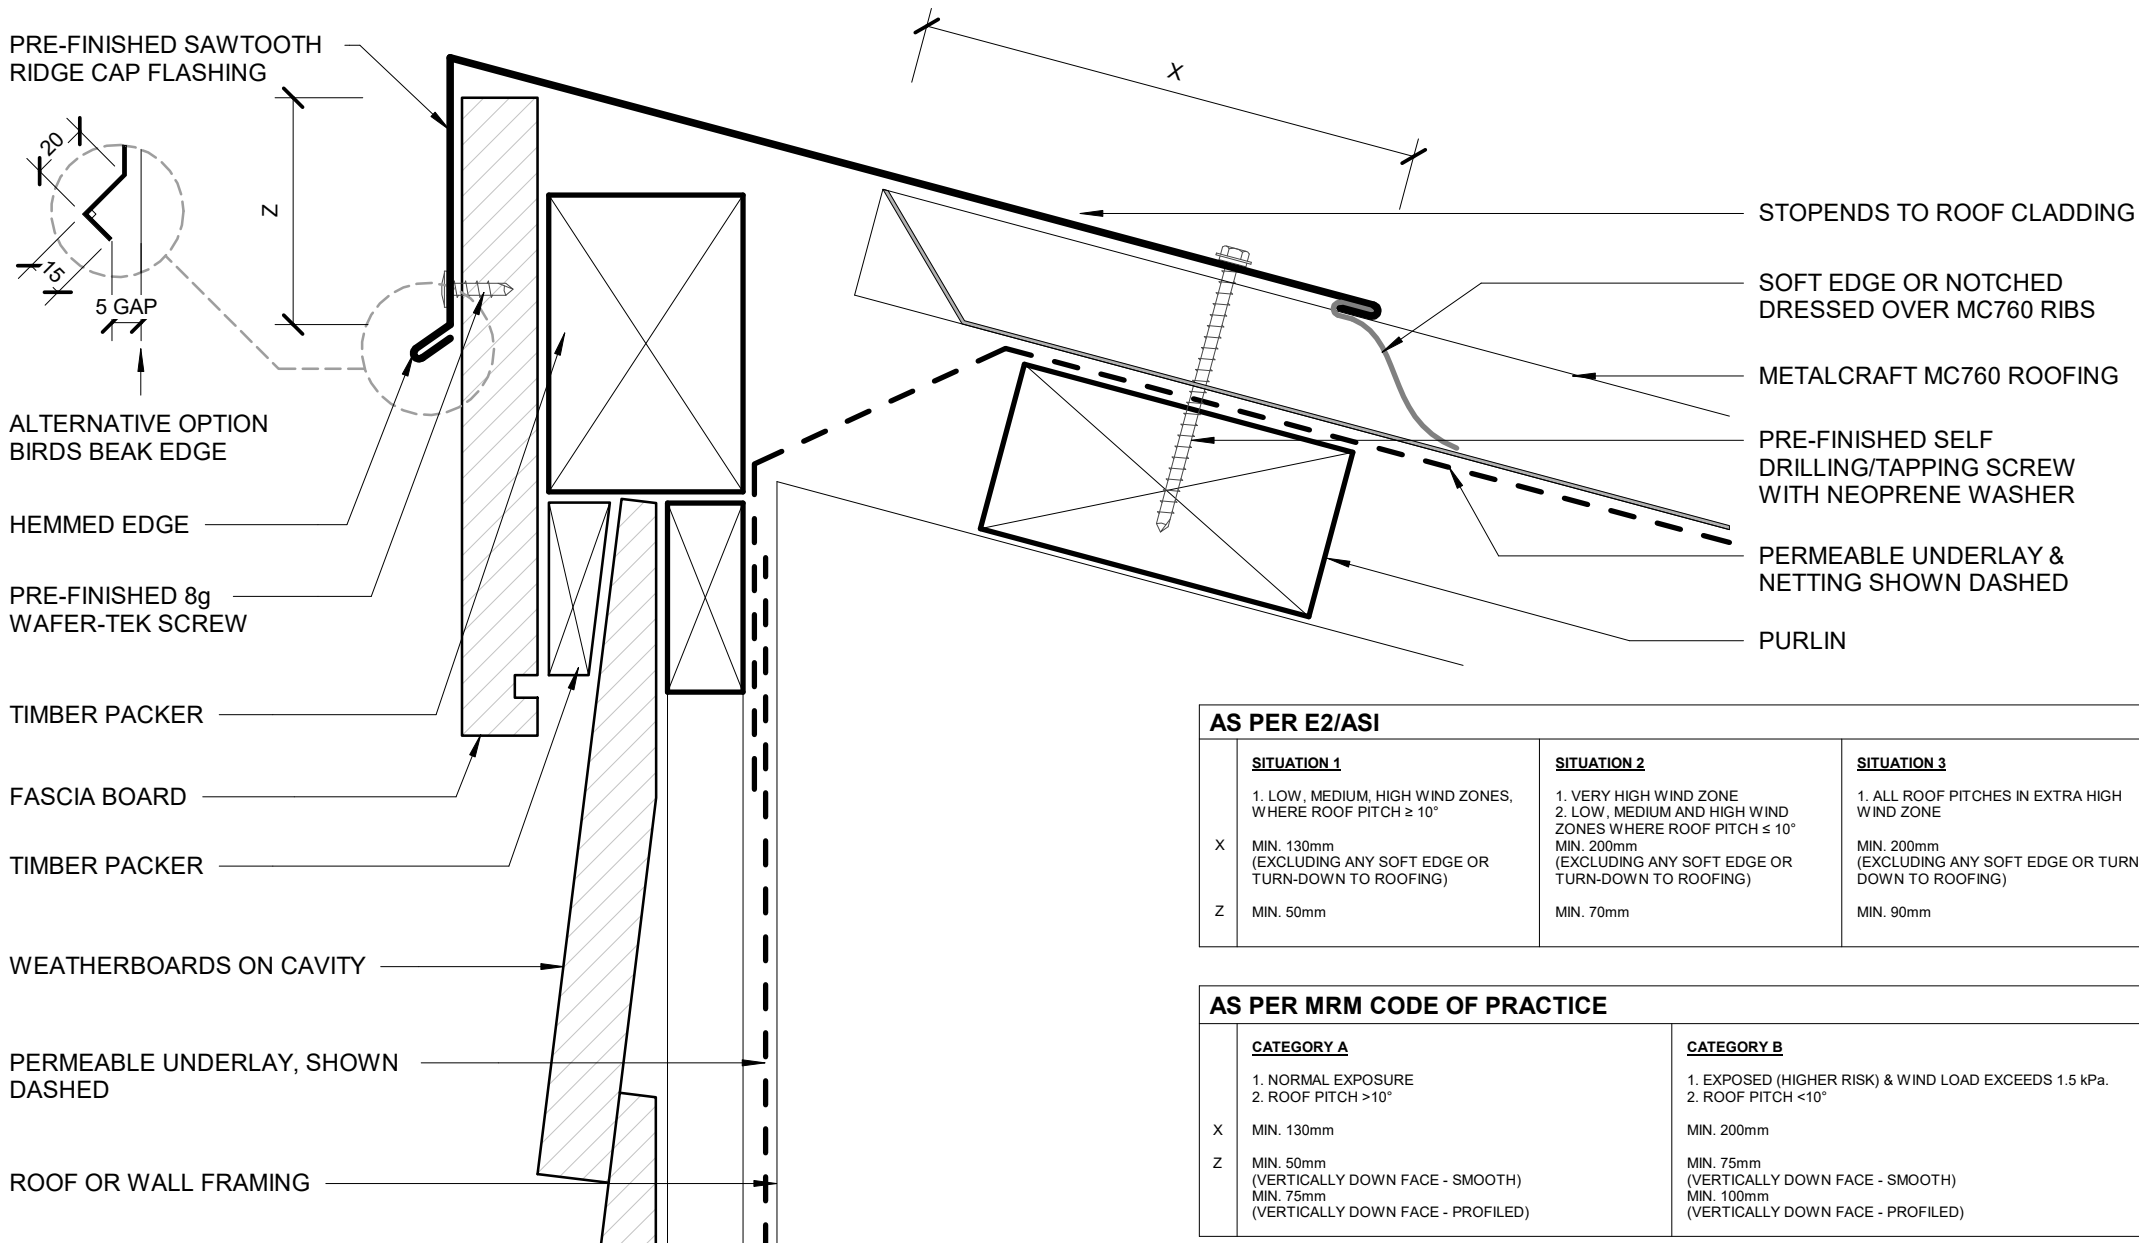 PRE-FINISHED SAWTOOTH
RIDGE CAP FLASHING
20
15
5 GAP
Z
X
ALTERNATIVE OPTION
BIRDS BEAK EDGE
HEMMED EDGE
PRE-FINISHED 8g
WAFER-TEK SCREW
TIMBER PACKER
FASCIA BOARD
TIMBER PACKER
WEATHERBOARDS ON CAVITY
PERMEABLE UNDERLAY, SHOWN
DASHED
ROOF OR WALL FRAMING
STOPENDS TO ROOF CLADDING
SOFT EDGE OR NOTCHED
DRESSED OVER MC760 RIBS
METALCRAFT MC760 ROOFING
PRE-FINISHED SELF
DRILLING/TAPPING SCREW
WITH NEOPRENE WASHER
PERMEABLE UNDERLAY &
NETTING SHOWN DASHED
PURLIN
AS PER E2/ASI
SITUATION 1
1. LOW, MEDIUM, HIGH WIND ZONES,
WHERE ROOF PITCH ≥ 10°
X
MIN. 130mm
(EXCLUDING ANY SOFT EDGE OR
TURN-DOWN TO ROOFING)
Z
MIN. 50mm
SITUATION 2
1. VERY HIGH WIND ZONE
2. LOW, MEDIUM AND HIGH WIND
ZONES WHERE ROOF PITCH ≤ 10°
MIN. 200mm
(EXCLUDING ANY SOFT EDGE OR
TURN-DOWN TO ROOFING)
MIN. 70mm
SITUATION 3
1. ALL ROOF PITCHES IN EXTRA HIGH
WIND ZONE
MIN. 200mm
(EXCLUDING ANY SOFT EDGE OR TURN
DOWN TO ROOFING)
MIN. 90mm
AS PER MRM CODE OF PRACTICE
CATEGORY A
1. NORMAL EXPOSURE
2. ROOF PITCH >10°
X
MIN. 130mm
Z
MIN. 50mm
(VERTICALLY DOWN FACE - SMOOTH)
MIN. 75mm
(VERTICALLY DOWN FACE - PROFILED)
CATEGORY B
1. EXPOSED (HIGHER RISK) & WIND LOAD EXCEEDS 1.5 kPa.
2. ROOF PITCH <10°
MIN. 200mm
MIN. 75mm
(VERTICALLY DOWN FACE - SMOOTH)
MIN. 100mm
(VERTICALLY DOWN FACE - PROFILED)